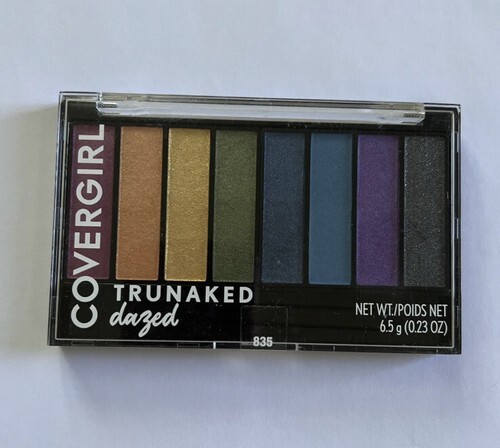 COVERGIRL
TRUNAKED
dazed
835
NET WT./POIDS NET
6.5 g (0.23 OZ)